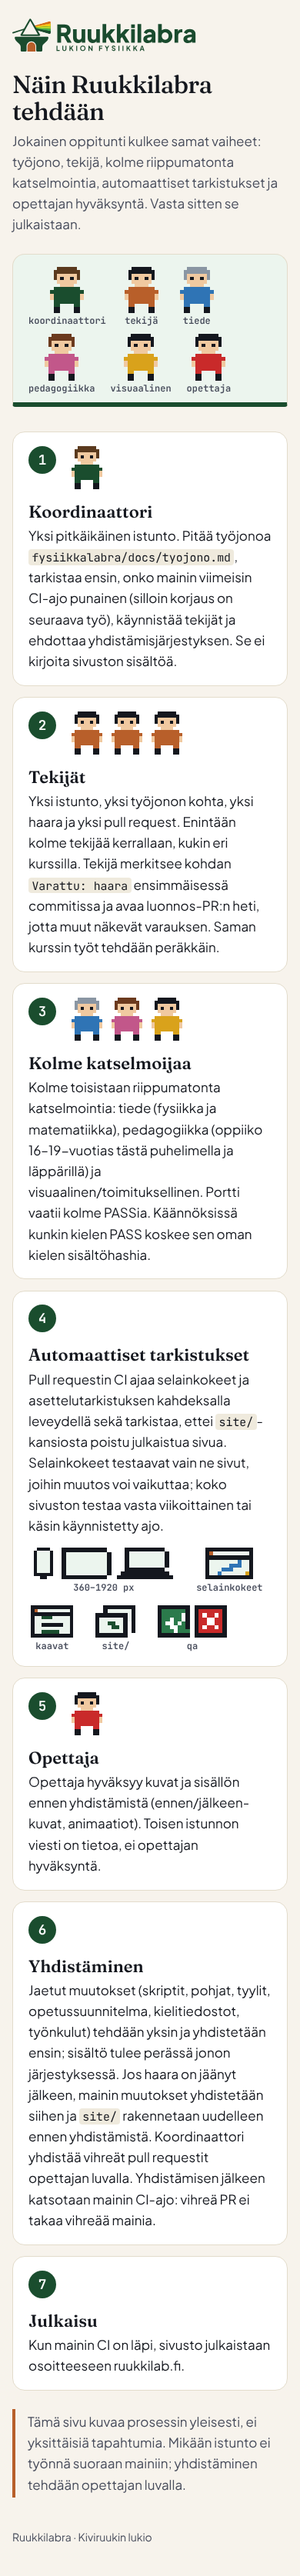 Ruukkilabra
LUKION FYSIIKKA
Näin Ruukkilabra
tehdään
Jokainen oppitunti kulkee samat vaiheet:
työjono, tekijä, kolme riippumatonta
katselmointia, automaattiset tarkistukset ja
opettajan hyväksyntä. Vasta sitten se
julkaistaan.
koordinaattori tekijä tiede
pedagogiikka visuaalinen opettaja
1
Koordinaattori
Yksi pitkäikäinen istunto. Pitää työjonoa
fysiikkalabra/docs/tyojono.md,
tarkistaa ensin, onko mainin viimeisin
CI-ajo punainen (silloin korjaus on
seuraava työ), käynnistää tekijät ja
ehdottaa yhdistämisjärjestyksen. Se ei
kirjoita sivuston sisältöä.
2
Tekijät
Yksi istunto, yksi työjonon kohta, yksi
haara ja yksi pull request. Enintään
kolme tekijää kerrallaan, kukin eri
kurssilla. Tekijä merkitsee kohdan
Varattu: haara ensimmäisessä
commitissa ja avaa luonnos-PR:n heti,
jotta muut näkevät varauksen. Saman
kurssin työt tehdään peräkkäin.
3
Kolme katselmoijaa
Kolme toisistaan riippumatonta
katselmointia: tiede (fysiikka ja
matematiikka), pedagogiikka (oppiiko
16–19-vuotias tästä puhelimella ja
läppärillä) ja
visuaalinen/toimituksellinen. Portti
vaatii kolme PASSia. Käännöksissä
kunkin kielen PASS koskee sen oman
kielen sisältöhashia.
4
Automaattiset tarkistukset
Pull requestin CI ajaa selainkokeet ja
asettelutarkistuksen kahdeksalla
leveydellä sekä tarkistaa, ettei site/-
kansiosta poistu julkaistua sivua.
Selainkokeet testaavat vain ne sivut,
joihin muutos voi vaikuttaa; koko
sivuston testaa vasta viikoittainen tai
käsin käynnistetty ajo.
360–1920 px selainkokeet
kaavat site/ qa
5
Opettaja
Opettaja hyväksyy kuvat ja sisällön
ennen yhdistämistä (ennen/jälkeen-
kuvat, animaatiot). Toisen istunnon
viesti on tietoa, ei opettajan
hyväksyntä.
6
Yhdistäminen
Jaetut muutokset (skriptit, pohjat, tyylit,
opetussuunnitelma, kielitiedostot,
työnkulut) tehdään yksin ja yhdistetään
ensin; sisältö tulee perässä jonon
järjestyksessä. Jos haara on jäänyt
jälkeen, mainin muutokset yhdistetään
siihen ja site/ rakennetaan uudelleen
ennen yhdistämistä. Koordinaattori
yhdistää vihreät pull requestit
opettajan luvalla. Yhdistämisen jälkeen
katsotaan mainin CI-ajo: vihreä PR ei
takaa vihreää mainia.
7
Julkaisu
Kun mainin CI on läpi, sivusto julkaistaan
osoitteeseen ruukkilab.fi.
Tämä sivu kuvaa prosessin yleisesti, ei
yksittäisiä tapahtumia. Mikään istunto ei
työnnä suoraan mainiin; yhdistäminen
tehdään opettajan luvalla.
Ruukkilabra · Kiviruukin lukio